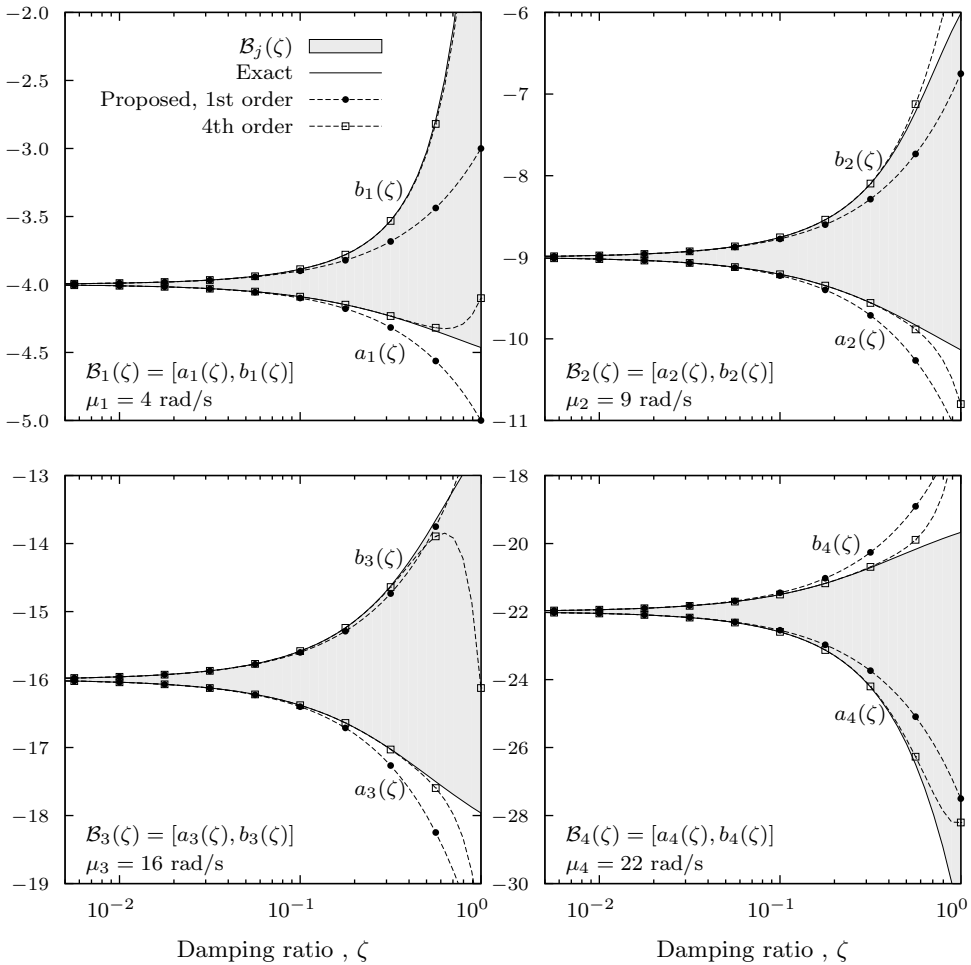 −2.0
−2.5
−3.0
−3.5
−4.0
−4.5
−5.0
ℬⱼ(ζ)
Exact
Proposed, 1st order
4th order
b₁(ζ)
a₁(ζ)
ℬ₁(ζ) = [a₁(ζ), b₁(ζ)]
μ₁ = 4 rad/s
−6
−7
−8
−9
−10
−11
b₂(ζ)
a₂(ζ)
ℬ₂(ζ) = [a₂(ζ), b₂(ζ)]
μ₂ = 9 rad/s
−13
−14
−15
−16
−17
−18
−19
b₃(ζ)
a₃(ζ)
ℬ₃(ζ) = [a₃(ζ), b₃(ζ)]
μ₃ = 16 rad/s
10⁻² 10⁻¹ 10⁰
Damping ratio , ζ
−18
−20
−22
−24
−26
−28
−30
b₄(ζ)
a₄(ζ)
ℬ₄(ζ) = [a₄(ζ), b₄(ζ)]
μ₄ = 22 rad/s
10⁻² 10⁻¹ 10⁰
Damping ratio , ζ